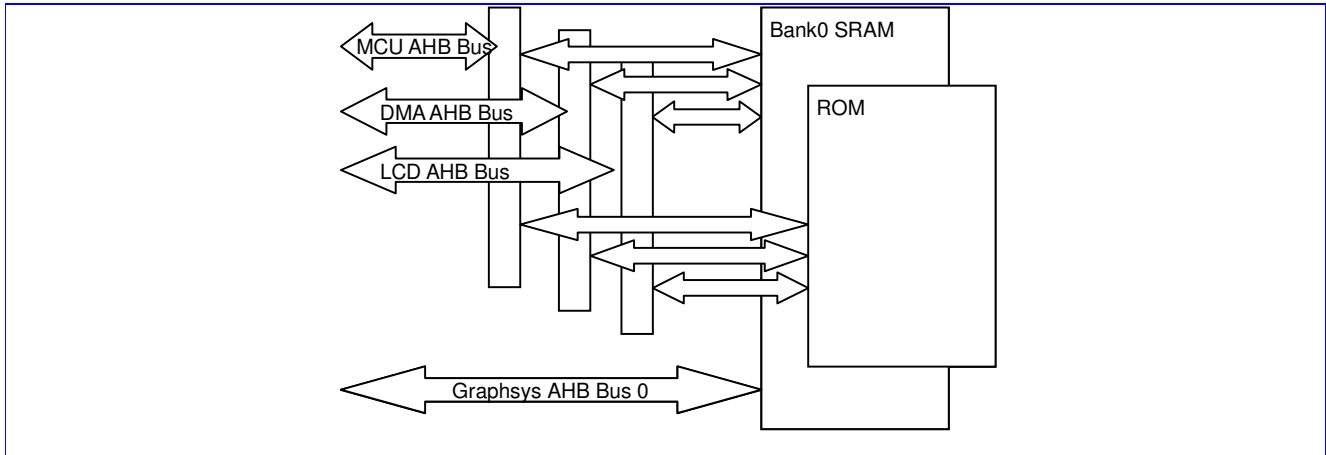 MCU AHB Bus
Bank0 SRAM
DMA AHB Bus
ROM
LCD AHB Bus
Graphsys AHB Bus 0